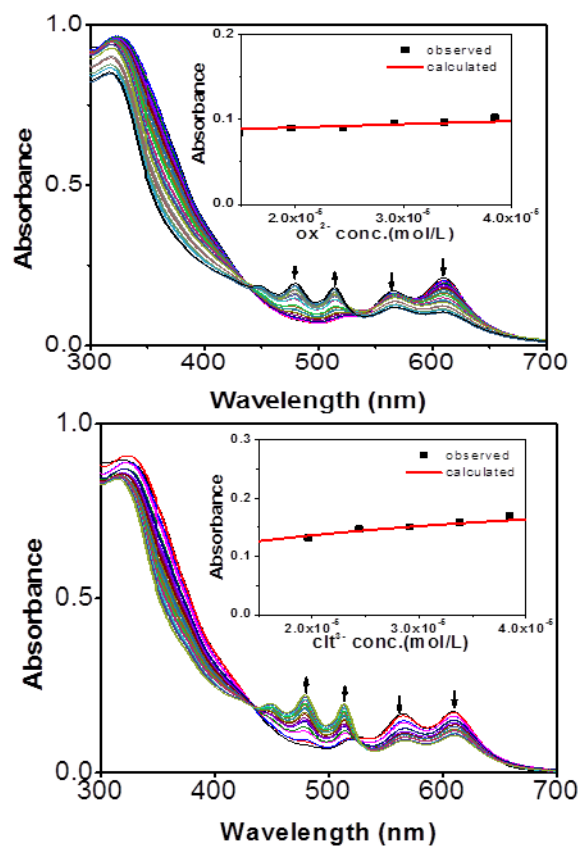 1.0
0.5
0.0
Absorbance
0.2
0.1
0.0
Absorbance
observed
calculated
2.0x10⁻⁵ 3.0x10⁻⁵ 4.0x10⁻⁵
ox²⁻ conc.(mol/L)
300 400 500 600 700
Wavelength (nm)
1.0
0.5
0.0
Absorbance
0.3
0.2
0.1
0.0
Absorbance
observed
calculated
2.0x10⁻⁵ 3.0x10⁻⁵ 4.0x10⁻⁵
clt³⁻ conc.(mol/L)
300 400 500 600 700
Wavelength (nm)